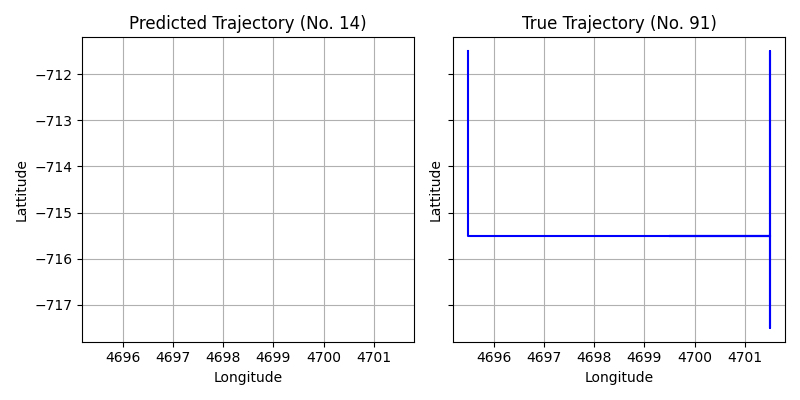 Predicted Trajectory (No. 14)
True Trajectory (No. 91)
Lattitude
−712
−713
−714
−715
−716
−717
4696 4697 4698 4699 4700 4701
Longitude
Lattitude
4696 4697 4698 4699 4700 4701
Longitude